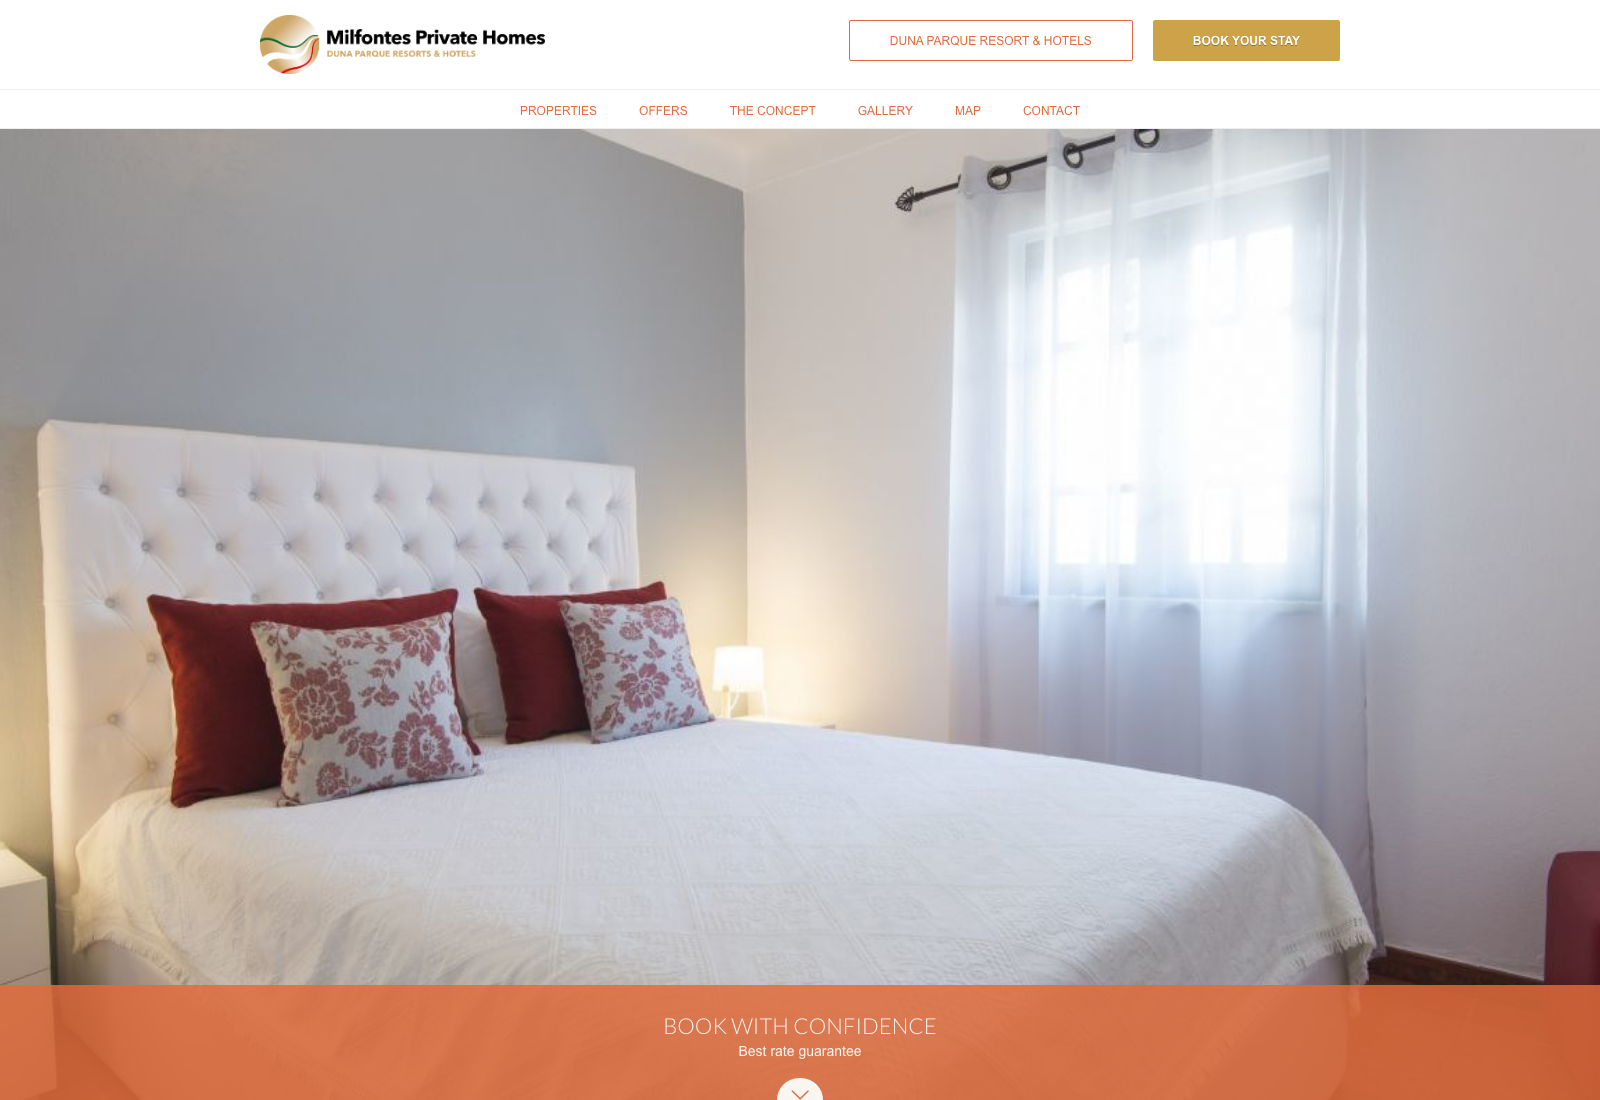 Milfontes Private Homes
DUNA PARQUE RESORTS & HOTELS
DUNA PARQUE RESORT & HOTELS
BOOK YOUR STAY
PROPERTIES
OFFERS
THE CONCEPT
GALLERY
MAP
CONTACT
BOOK WITH CONFIDENCE
Best rate guarantee